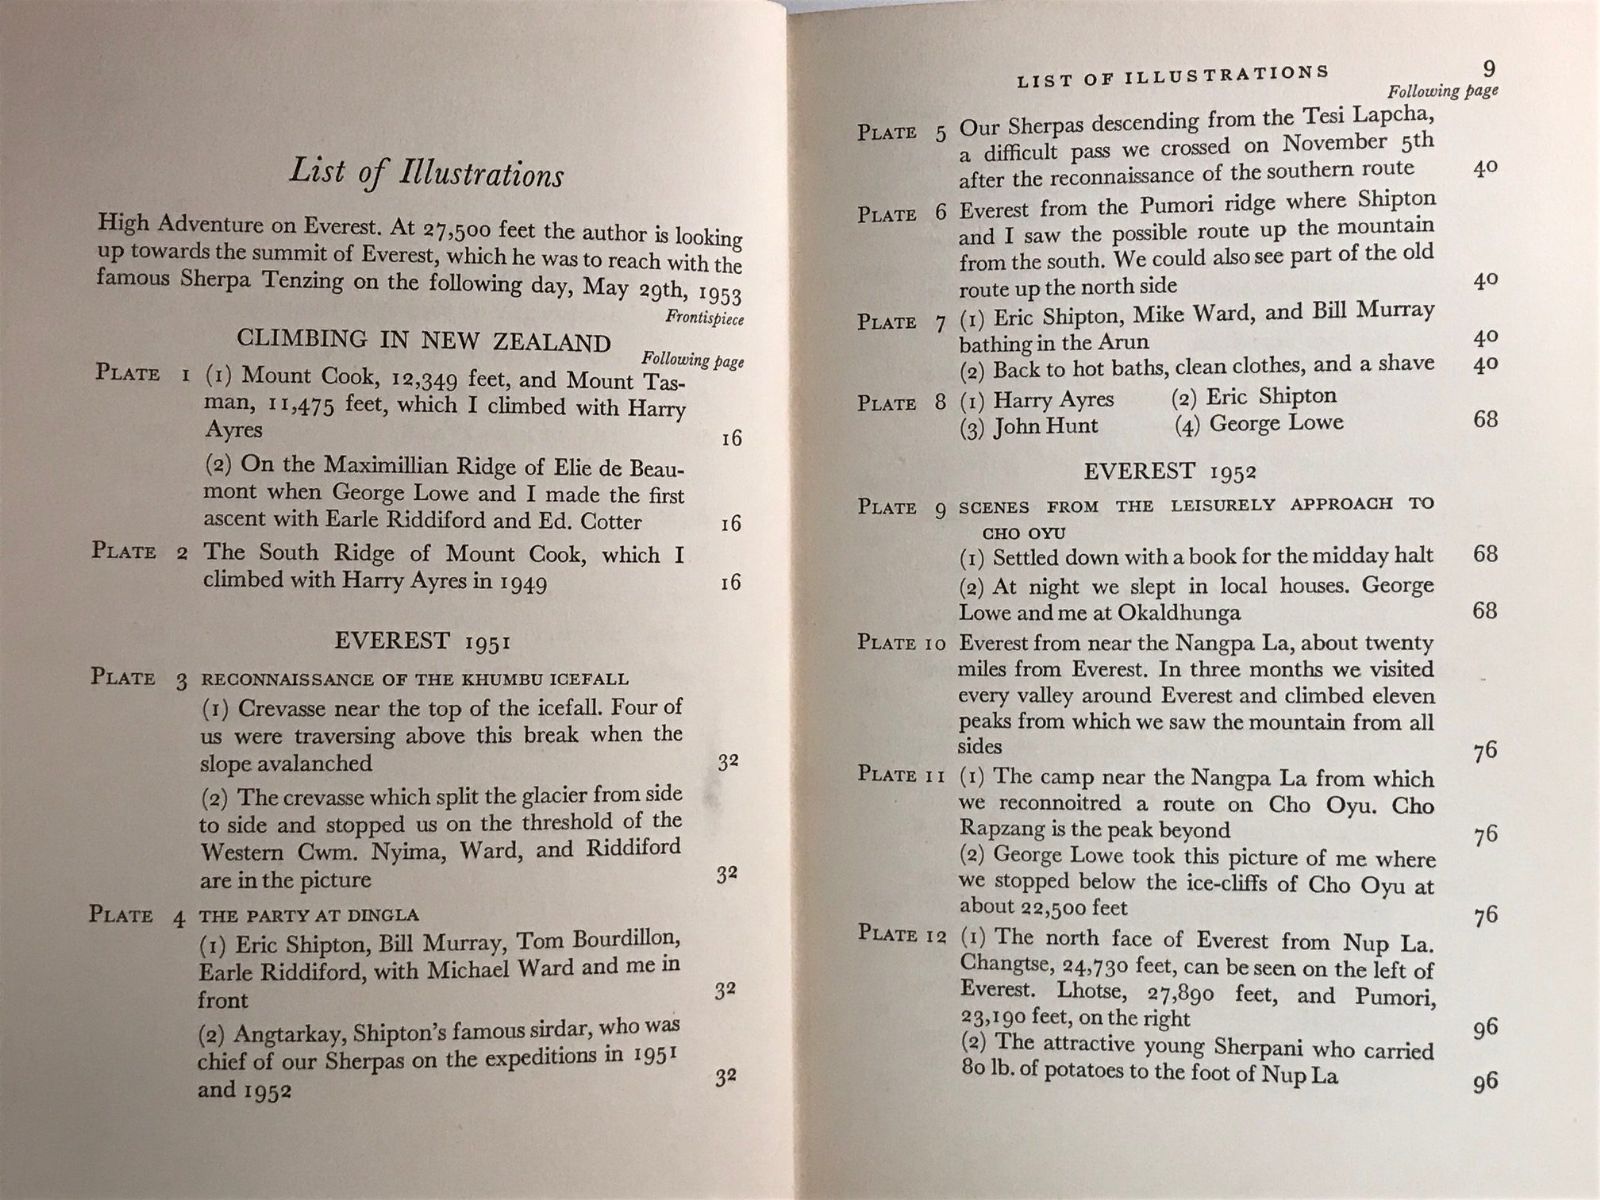 List of Illustrations
High Adventure on Everest. At 27,500 feet the author is looking
up towards the summit of Everest, which he was to reach with the
famous Sherpa Tenzing on the following day, May 29th, 1953
Frontispiece
CLIMBING IN NEW ZEALAND
Following page
PLATE 1 (1) Mount Cook, 12,349 feet, and Mount Tas-
man, 11,475 feet, which I climbed with Harry
Ayres 16
(2) On the Maximillian Ridge of Elie de Beau-
mont when George Lowe and I made the first
ascent with Earle Riddiford and Ed. Cotter 16
PLATE 2 The South Ridge of Mount Cook, which I
climbed with Harry Ayres in 1949 16
EVEREST 1951
PLATE 3 RECONNAISSANCE OF THE KHUMBU ICEFALL
(1) Crevasse near the top of the icefall. Four of
us were traversing above this break when the
slope avalanched 32
(2) The crevasse which split the glacier from side
to side and stopped us on the threshold of the
Western Cwm. Nyima, Ward, and Riddiford
are in the picture 32
PLATE 4 THE PARTY AT DINGLA
(1) Eric Shipton, Bill Murray, Tom Bourdillon,
Earle Riddiford, with Michael Ward and me in
front 32
(2) Angtarkay, Shipton's famous sirdar, who was
chief of our Sherpas on the expeditions in 1951
and 1952 32
LIST OF ILLUSTRATIONS 9
Following page
PLATE 5 Our Sherpas descending from the Tesi Lapcha,
a difficult pass we crossed on November 5th
after the reconnaissance of the southern route 40
PLATE 6 Everest from the Pumori ridge where Shipton
and I saw the possible route up the mountain
from the south. We could also see part of the old
route up the north side 40
PLATE 7 (1) Eric Shipton, Mike Ward, and Bill Murray
bathing in the Arun 40
(2) Back to hot baths, clean clothes, and a shave 40
PLATE 8 (1) Harry Ayres (2) Eric Shipton
(3) John Hunt (4) George Lowe 68
EVEREST 1952
PLATE 9 SCENES FROM THE LEISURELY APPROACH TO
CHO OYU
(1) Settled down with a book for the midday halt 68
(2) At night we slept in local houses. George
Lowe and me at Okaldhunga 68
PLATE 10 Everest from near the Nangpa La, about twenty
miles from Everest. In three months we visited
every valley around Everest and climbed eleven
peaks from which we saw the mountain from all
sides 76
PLATE 11 (1) The camp near the Nangpa La from which
we reconnoitred a route on Cho Oyu. Cho
Rapzang is the peak beyond 76
(2) George Lowe took this picture of me where
we stopped below the ice-cliffs of Cho Oyu at
about 22,500 feet 76
PLATE 12 (1) The north face of Everest from Nup La.
Changtse, 24,730 feet, can be seen on the left of
Everest. Lhotse, 27,890 feet, and Pumori,
23,190 feet, on the right 96
(2) The attractive young Sherpani who carried
80 lb. of potatoes to the foot of Nup La 96